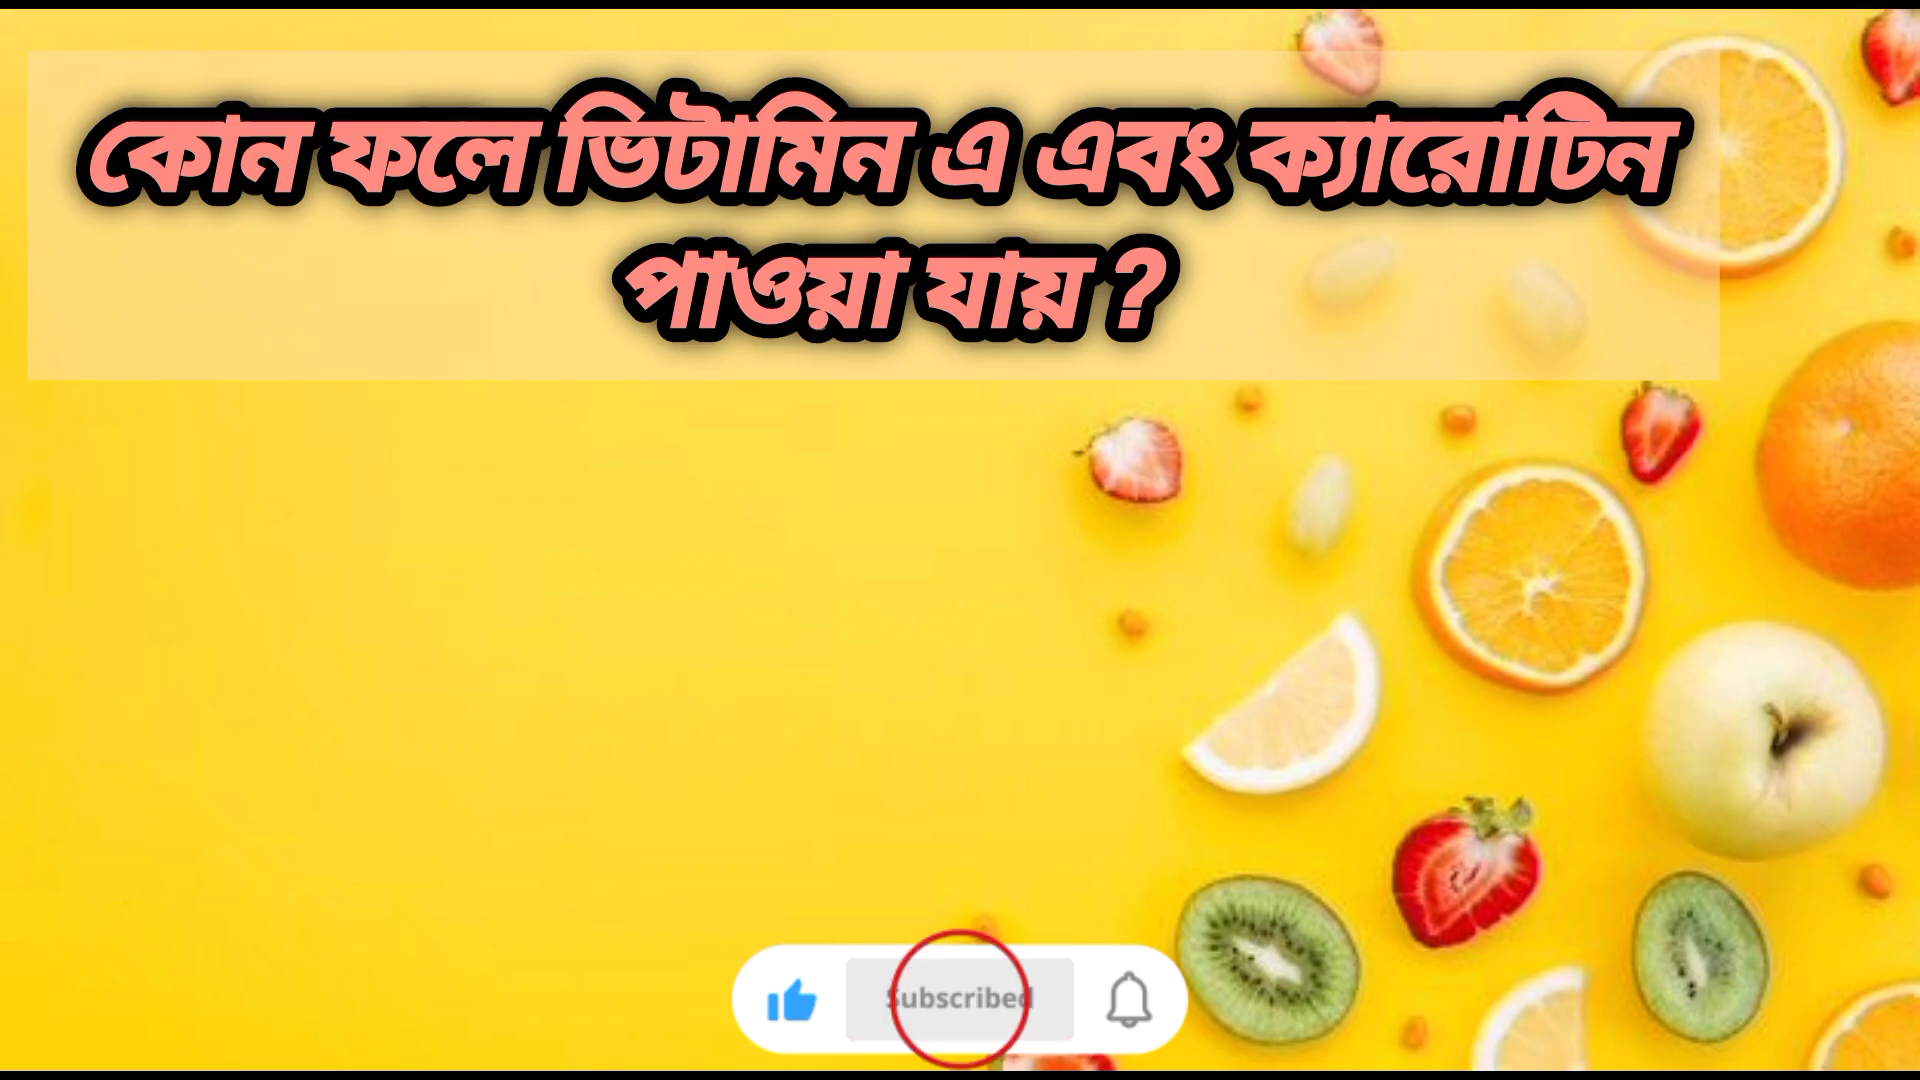 কোন ফলে ভিটামিন এ এবং ক্যারোটিন
পাওয়া যায় ?
Subscribed